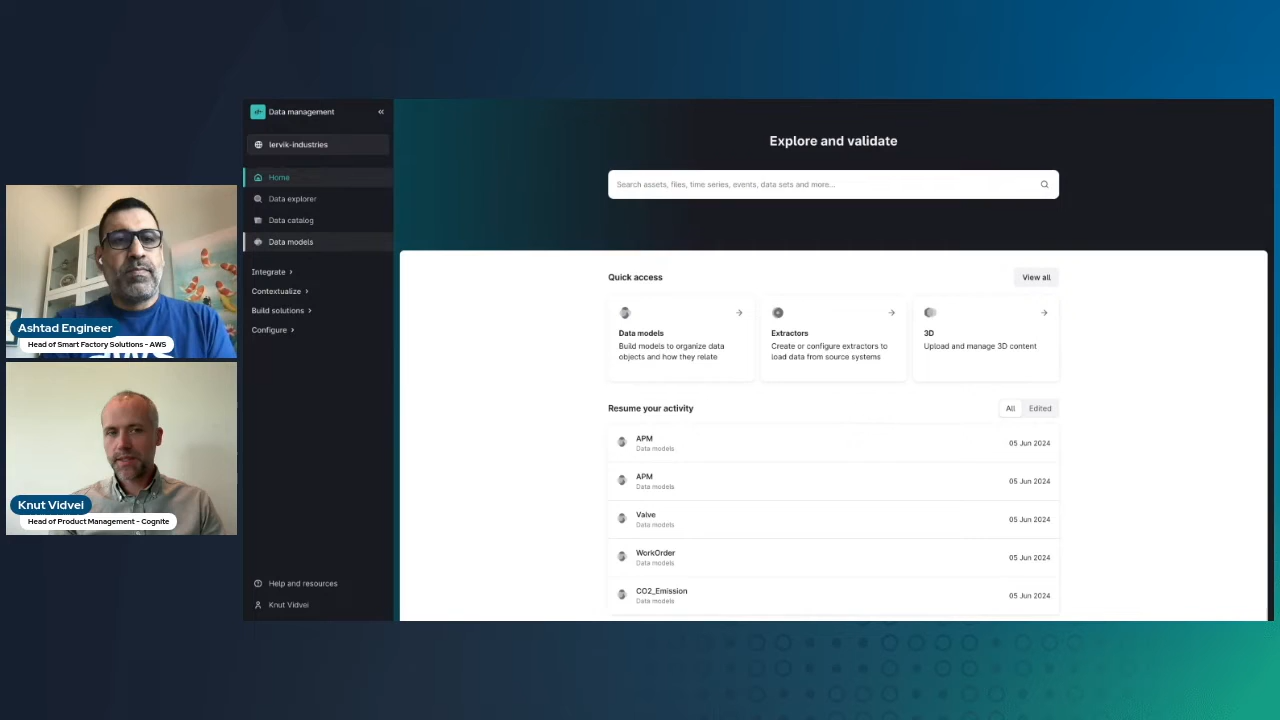 Ashtad Engineer
Head of Smart Factory Solutions - AWS
Knut Vidvei
Head of Product Management - Cognite
Data management
lervik-industries
Home
Data explorer
Data catalog
Data models
Integrate
Contextualize
Build solutions
Configure
Help and resources
Knut Vidvei
Explore and validate
Search assets, files, time series, events, data sets and more...
Quick access
View all
Data models
Build models to organize data
objects and how they relate
Extractors
Create or configure extractors to
load data from source systems
3D
Upload and manage 3D content
Resume your activity
All
Edited
APM
Data models
05 Jun 2024
APM
Data models
05 Jun 2024
Valve
Data models
05 Jun 2024
WorkOrder
Data models
05 Jun 2024
CO2_Emission
Data models
05 Jun 2024